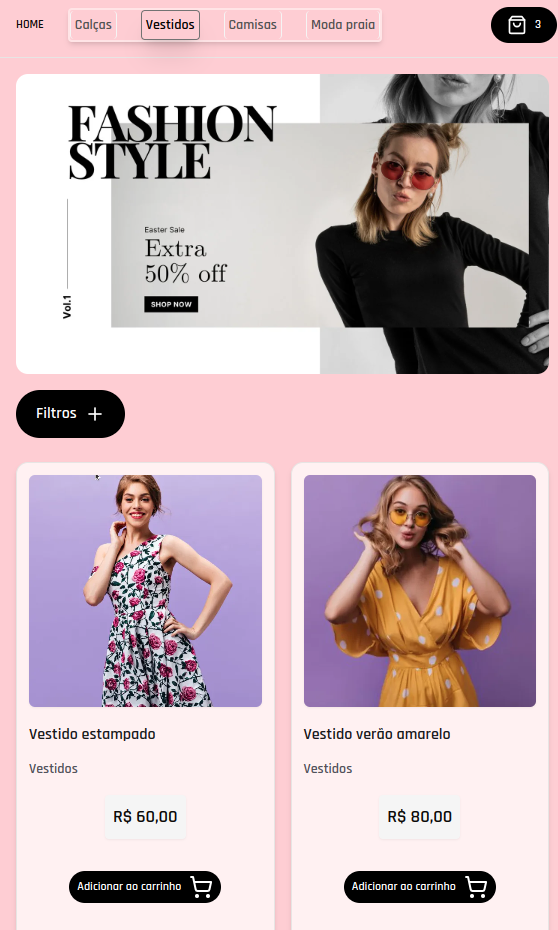 HOME
Calças
Vestidos
Camisas
Moda praia
3
FASHION
STYLE
Easter Sale
Extra
50% off
SHOP NOW
Vol.1
Filtros
Vestido estampado
Vestidos
R$ 60,00
Adicionar ao carrinho
Vestido verão amarelo
Vestidos
R$ 80,00
Adicionar ao carrinho